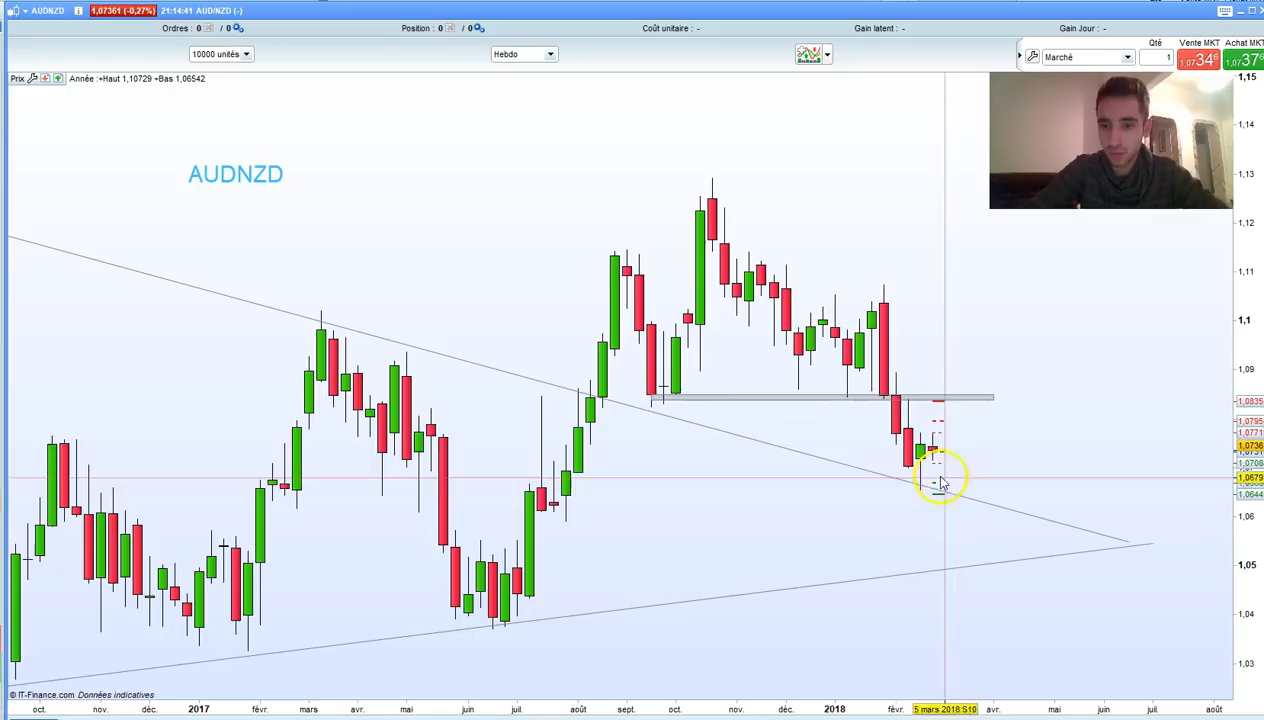 AUDNZD 1,07361 (-0,27%) 21:14:41 AUD/NZD (-)
Ordres : 0 / 0 Position : 0 / 0 Coût unitaire : - Gain latent : - Gain Jour : -
10000 unités Hebdo Marché Qté 1 Vente MKT 1,07346 Achat MKT 1,0737
Prix Année : +Haut 1,10729 +Bas 1,06542
AUDNZD
1,15
1,14
1,13
1,12
1,11
1,1
1,09
1,0835
1,0795
1,0771
1,0736
1,0708
1,0679
1,0644
1,06
1,05
1,04
1,03
© IT-Finance.com Données indicatives
oct. nov. déc. 2017 févr. mars avr. mai juin juil. août sept. oct. nov. déc. 2018 févr. 5 mars 2018 S10 avr. mai juin juil. août